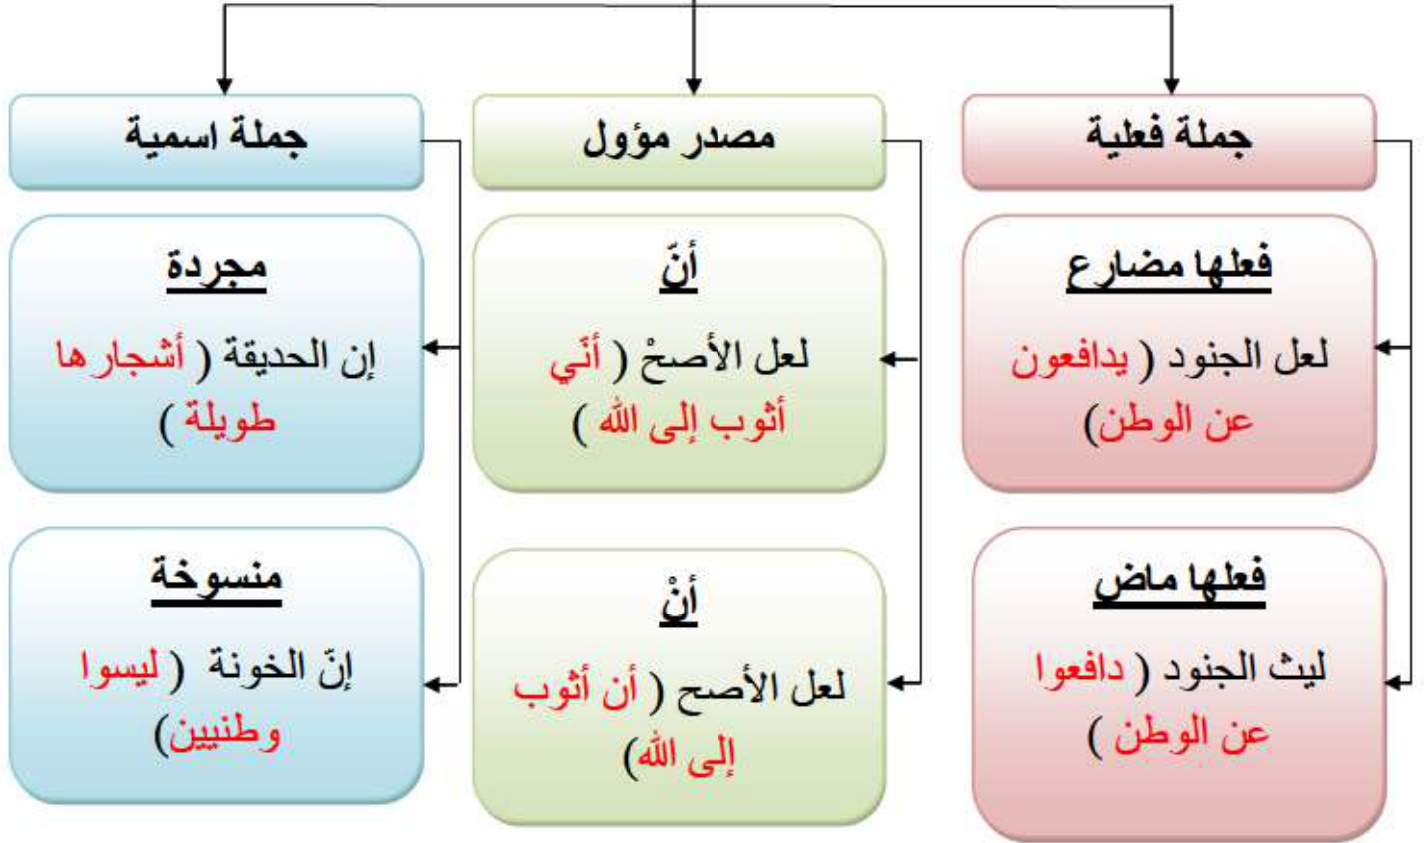 جملة فعلية
فعلها مضارع
لعل الجنود ( يدافعون
عن الوطن)
فعلها ماض
ليث الجنود ( دافعوا
عن الوطن )
مصدر مؤول
أنّ
لعل الأصحْ ( أنّي
أثوب إلى الله )
أنْ
لعل الأصح ( أن أثوب
إلى الله)
جملة اسمية
مجردة
إن الحديقة ( أشجارها
طويلة )
منسوخة
إنّ الخونة ( ليسوا
وطنيين)